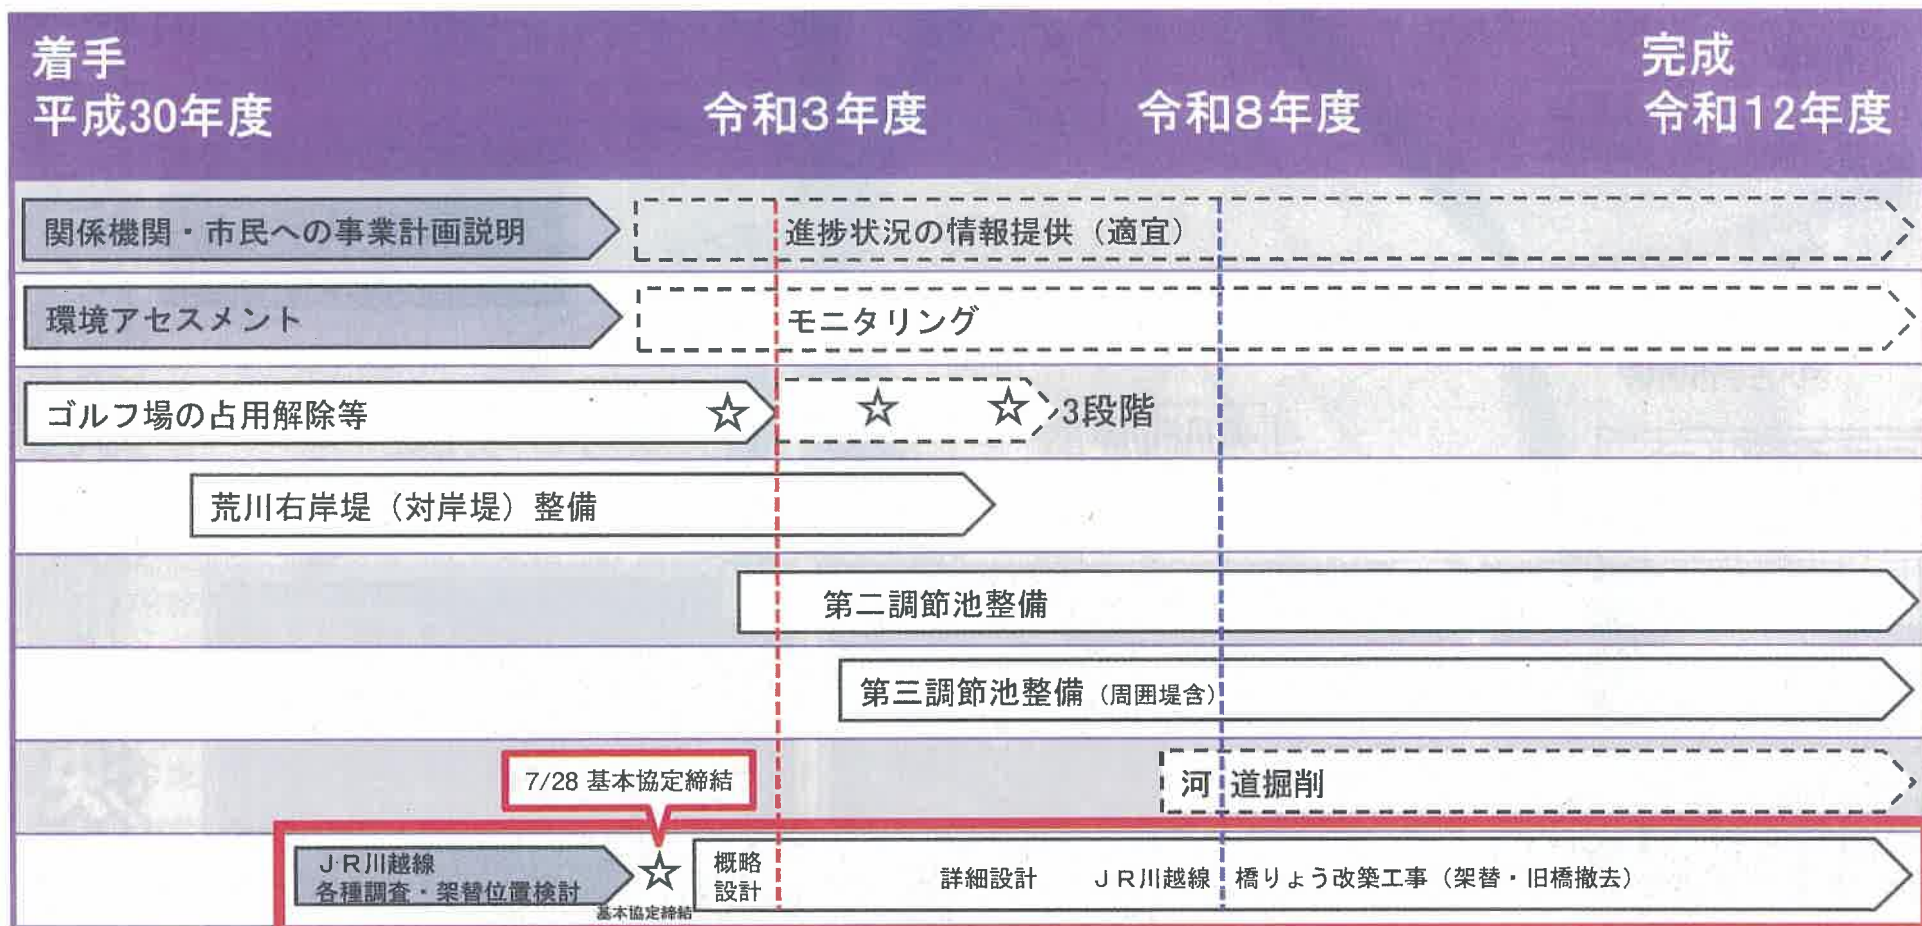 着手
平成30年度
令和3年度
令和8年度
完成
令和12年度
関係機関・市民への事業計画説明
進捗状況の情報提供（適宜）
環境アセスメント
モニタリング
ゴルフ場の占用解除等
☆
☆
☆
3段階
荒川右岸堤（対岸堤）整備
第二調節池整備
第三調節池整備（周囲堤含）
7/28 基本協定締結
河道掘削
JR川越線
各種調査・架替位置検討
☆
基本協定締結
概略
設計
詳細設計
JR川越線 橋りょう改築工事（架替・旧橋撤去）